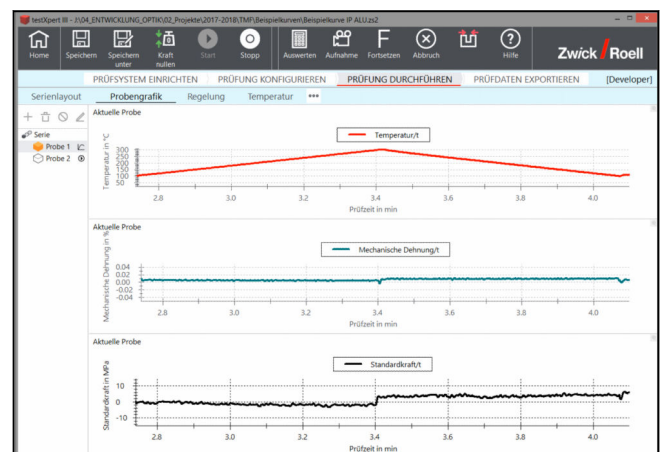 testXpert III - J:\04_ENTWICKLUNG_OPTIK\02_Projekte\2017-2018\TMF\Beispielkurven\Beispielkurve IP ALU.zs2
Home Speichern Speichern unter Kraft nullen Start Stopp Auswerten Aufnahme Fortsetzen Abbruch Hilfe Zwick Roell
PRÜFSYSTEM EINRICHTEN PRÜFUNG KONFIGURIEREN PRÜFUNG DURCHFÜHREN PRÜFDATEN EXPORTIEREN [Developer]
Serienlayout Probengrafik Regelung Temperatur •••
Serie
Probe 1
Probe 2
Aktuelle Probe
Temperatur/t
Temperatur in °C
300
250
200
150
100
50
2.8 3.0 3.2 3.4 3.6 3.8 4.0
Prüfzeit in min
Aktuelle Probe
Mechanische Dehnung/t
Mechanische Dehnung in %
0.04
0.02
0.00
-0.02
-0.04
2.8 3.0 3.2 3.4 3.6 3.8 4.0
Prüfzeit in min
Aktuelle Probe
Standardkraft/t
Standardkraft in MPa
10
0
-10
2.8 3.0 3.2 3.4 3.6 3.8 4.0
Prüfzeit in min